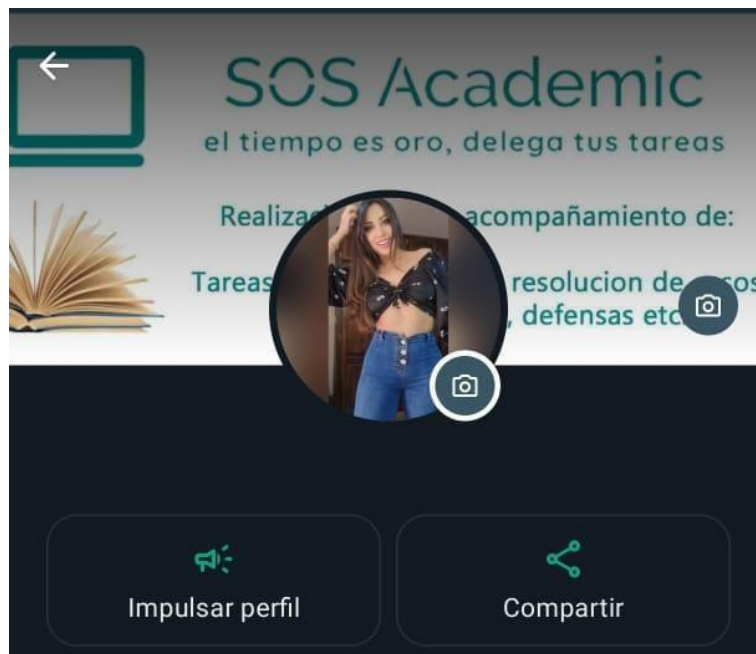 SOS Academic
el tiempo es oro, delega tus tareas
acompañamiento de:
Tareas resolucion de
, defensas etc
Impulsar perfil
Compartir